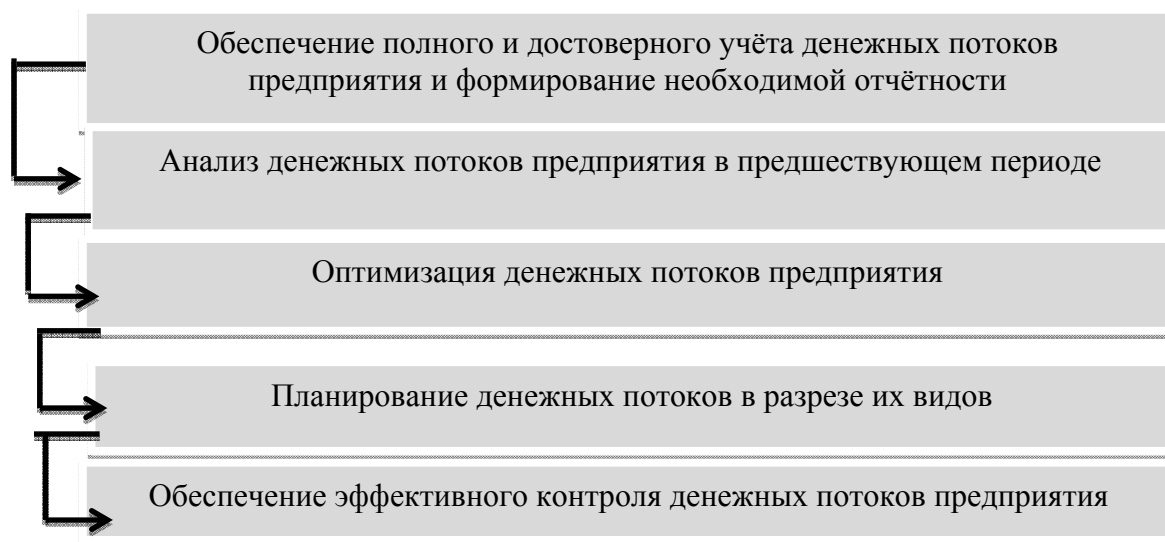 Обеспечение полного и достоверного учёта денежных потоков
предприятия и формирование необходимой отчётности
Анализ денежных потоков предприятия в предшествующем периоде
Оптимизация денежных потоков предприятия
Планирование денежных потоков в разрезе их видов
Обеспечение эффективного контроля денежных потоков предприятия